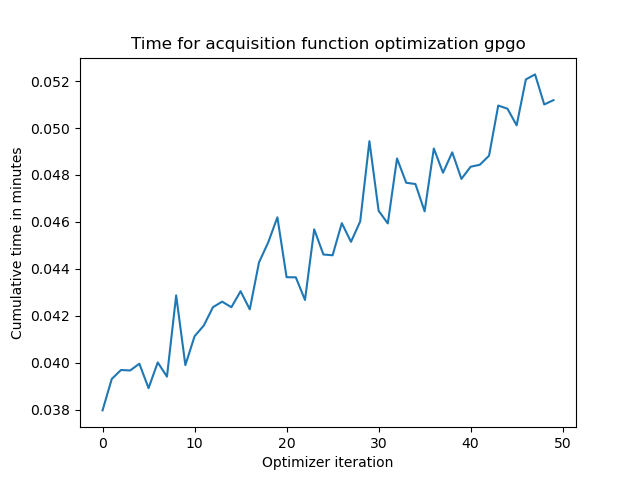 Time for acquisition function optimization gpgo
0.052
0.050
0.048
0.046
0.044
0.042
0.040
0.038
Cumulative time in minutes
0 10 20 30 40 50
Optimizer iteration